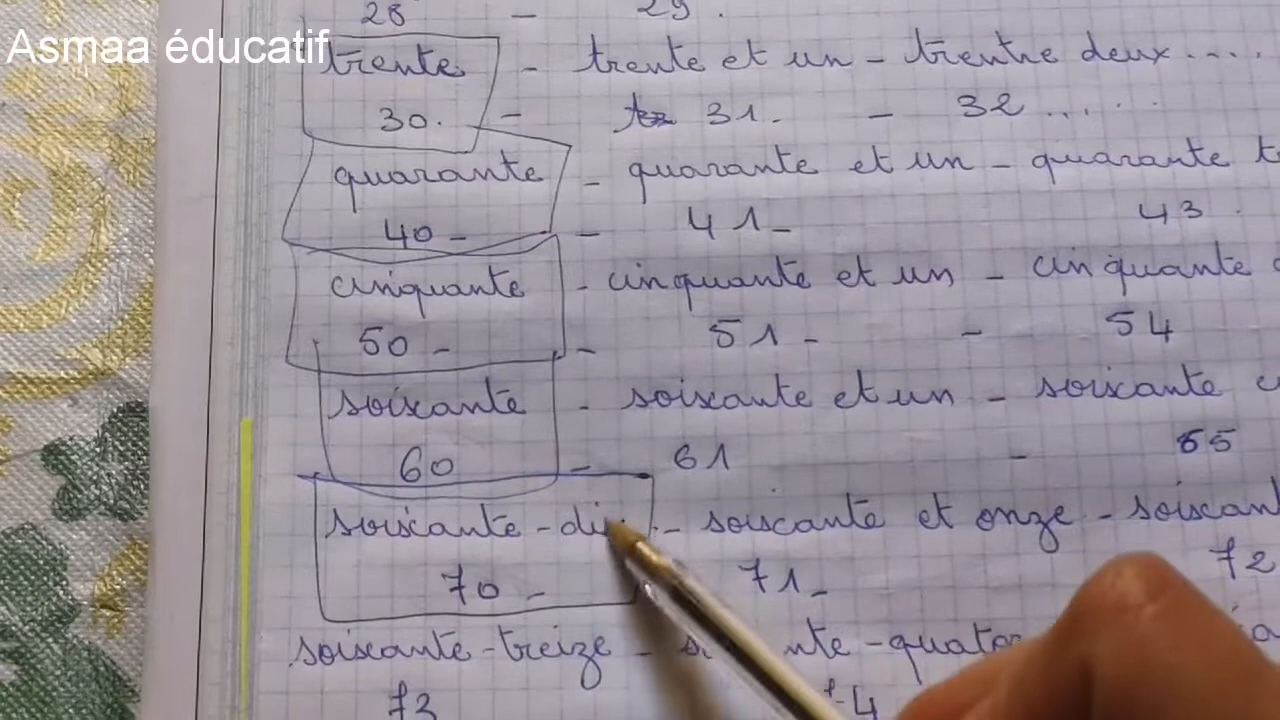 28 - 29.
Asmaa éducatif
trente - trente et un - trentre deux....
30. - 31. - 32.....
quarante - quarante et un - quarante
40 - - 41 - 43.
cinquante - cinquante et un - cinquante
50 - - 51 - - 54
soixante - soixante et un - soixante
60 - 61 - 65
soixante - - soixante et onze -
70 - 71 - 72
soixante-treize -
73